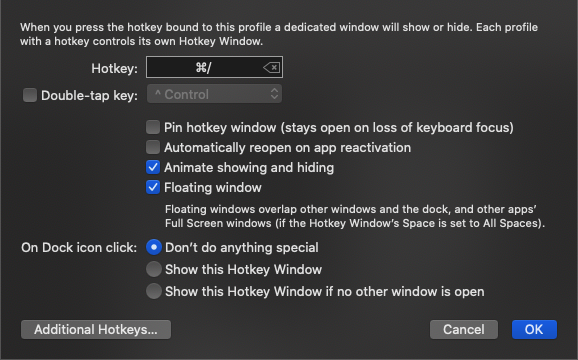 When you press the hotkey bound to this profile a dedicated window will show or hide. Each profile
with a hotkey controls its own Hotkey Window.
Hotkey: ⌘/
Double-tap key: ^ Control
Pin hotkey window (stays open on loss of keyboard focus)
Automatically reopen on app reactivation
Animate showing and hiding
Floating window
Floating windows overlap other windows and the dock, and other apps’
Full Screen windows (if the Hotkey Window’s Space is set to All Spaces).
On Dock icon click: Don’t do anything special
Show this Hotkey Window
Show this Hotkey Window if no other window is open
Additional Hotkeys... Cancel OK